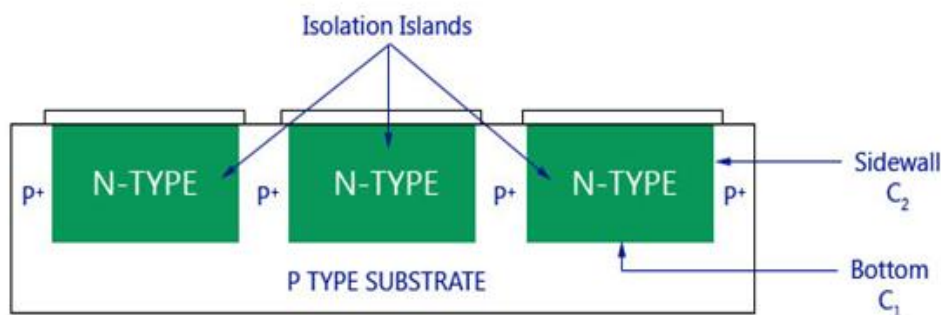 Isolation Islands
N-TYPE
N-TYPE
N-TYPE
P+
P+
P+
P+
Sidewall
C₂
P TYPE SUBSTRATE
Bottom
C₁